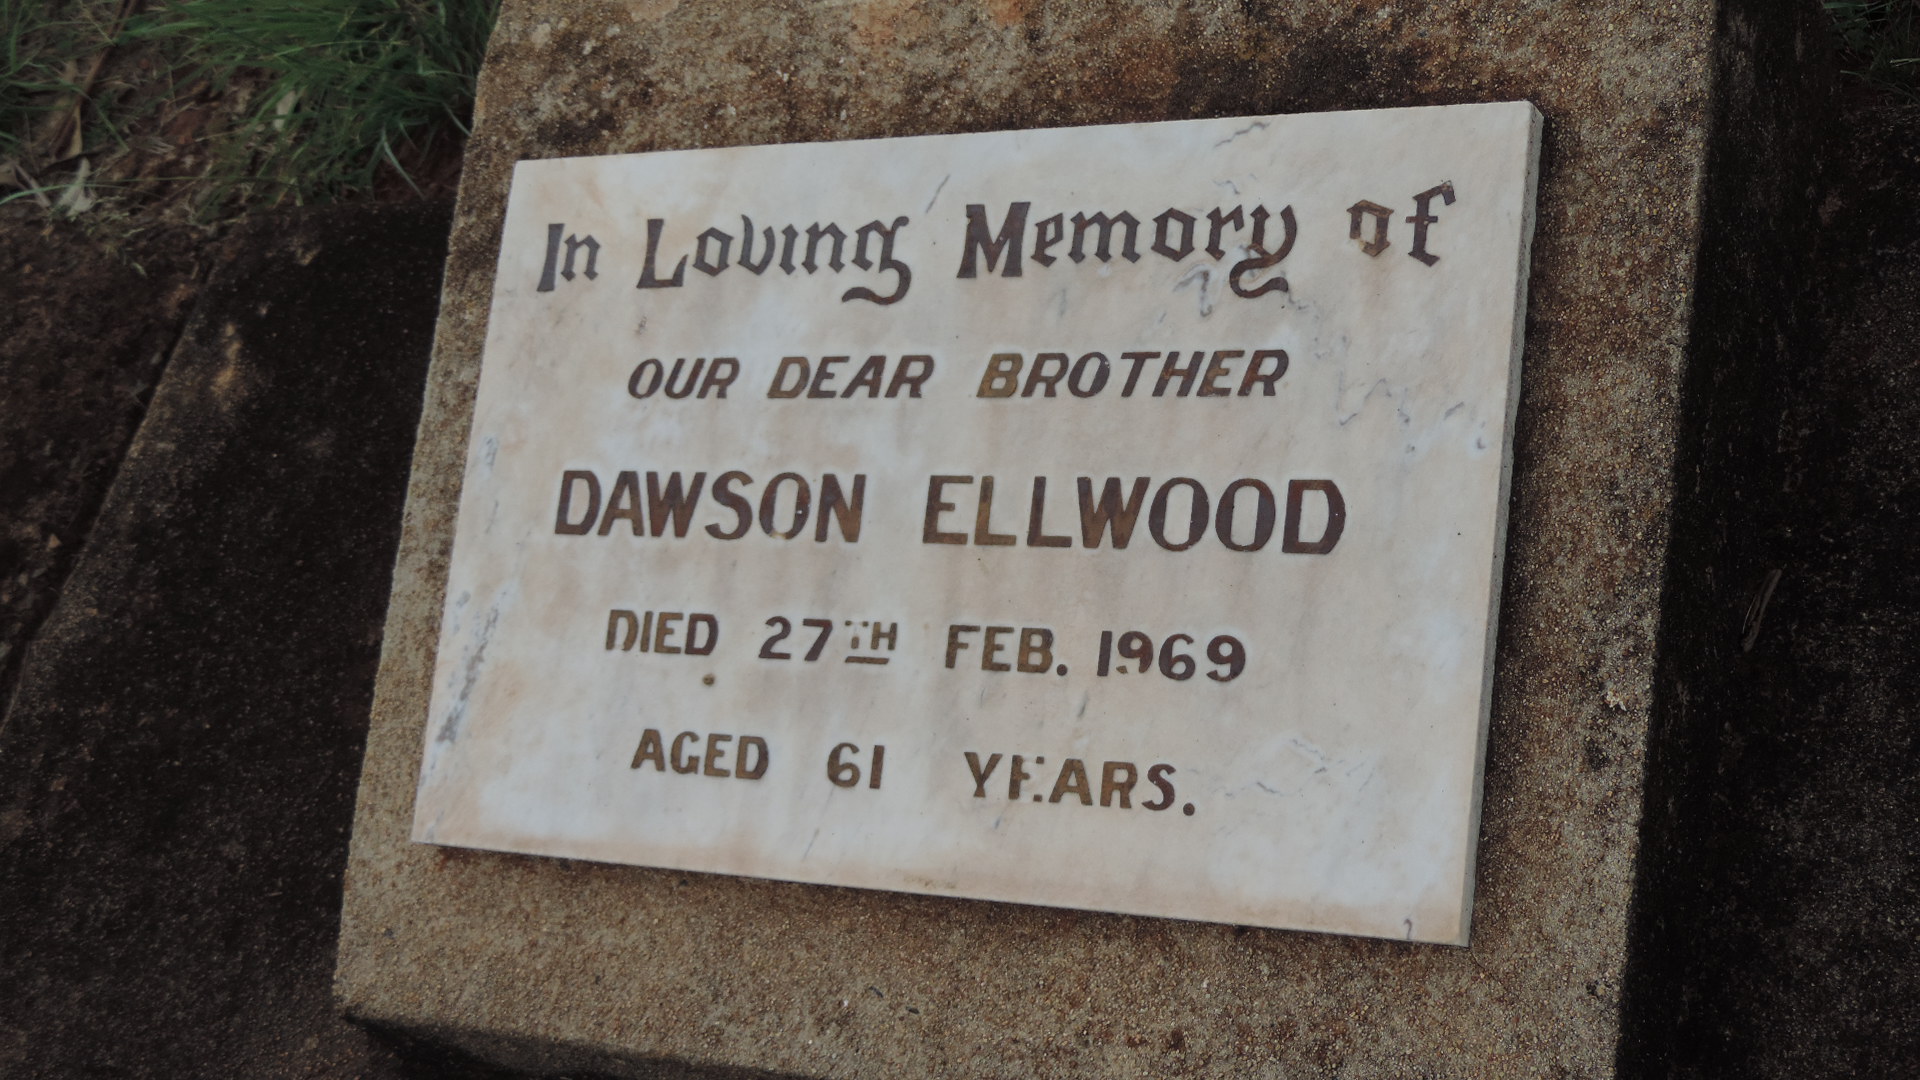 In Loving Memory of
OUR DEAR BROTHER
DAWSON ELLWOOD
DIED 27TH FEB. 1969
AGED 61 YEARS.